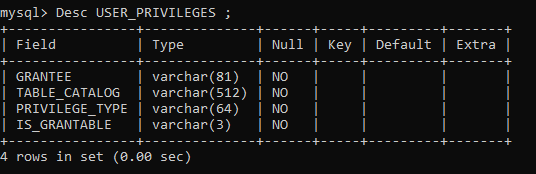 mysql> Desc USER_PRIVILEGES ;
+----------------+--------------+------+-----+---------+-------+
| Field          | Type         | Null | Key | Default | Extra |
+----------------+--------------+------+-----+---------+-------+
| GRANTEE        | varchar(81)  | NO   |     |         |       |
| TABLE_CATALOG  | varchar(512) | NO   |     |         |       |
| PRIVILEGE_TYPE | varchar(64)  | NO   |     |         |       |
| IS_GRANTABLE   | varchar(3)   | NO   |     |         |       |
+----------------+--------------+------+-----+---------+-------+
4 rows in set (0.00 sec)